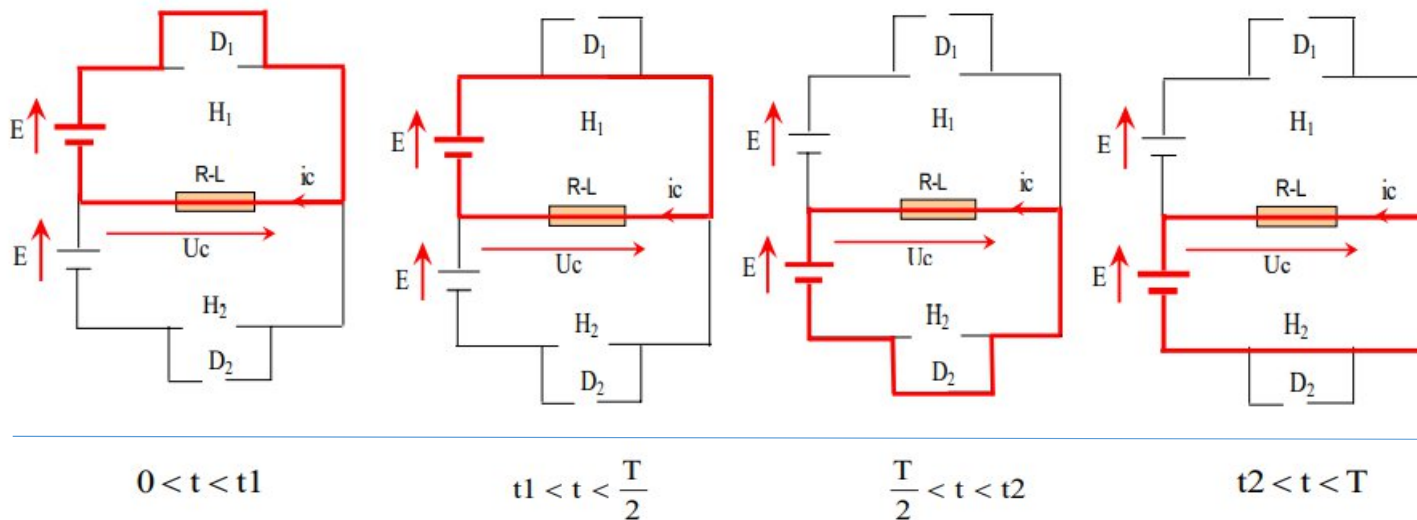 D₁
H₁
E
R-L
ic
E
Uc
H₂
D₂
0 < t < t1
D₁
H₁
E
R-L
ic
E
Uc
H₂
D₂
t1 < t < T/2
D₁
H₁
E
R-L
ic
E
Uc
H₂
D₂
T/2 < t < t2
D₁
H₁
E
R-L
ic
E
Uc
H₂
D₂
t2 < t < T